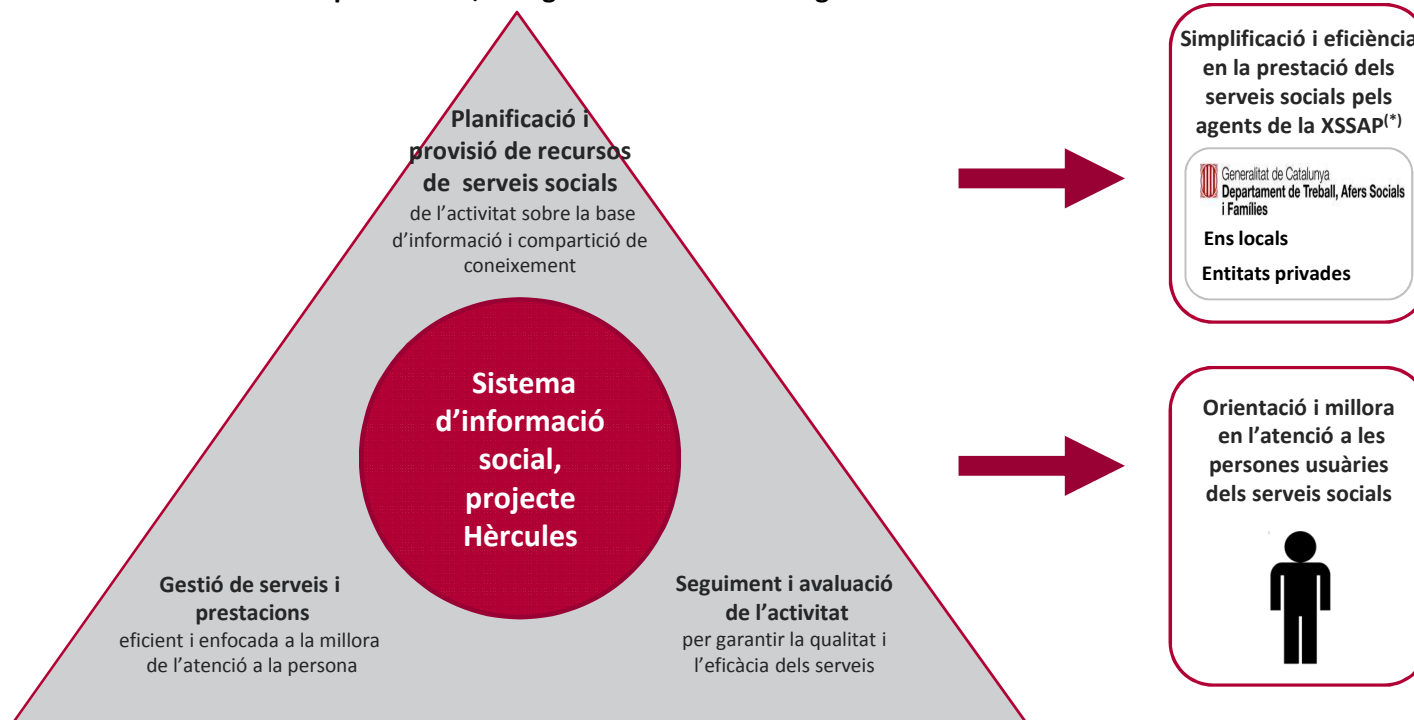 Planificació i
provisió de recursos
de serveis socials
de l'activitat sobre la base
d'informació i compartició de
coneixement
Sistema
d'informació
social,
projecte
Hèrcules
Gestió de serveis i
prestacions
eficient i enfocada a la millora
de l'atenció a la persona
Seguiment i avaluació
de l'activitat
per garantir la qualitat i
l'eficàcia dels serveis
Simplificació i eficiència
en la prestació dels
serveis socials pels
agents de la XSSAP(*)
Generalitat de Catalunya
Departament de Treball, Afers Socials
i Famílies
Ens locals
Entitats privades
Orientació i millora
en l'atenció a les
persones usuàries
dels serveis socials